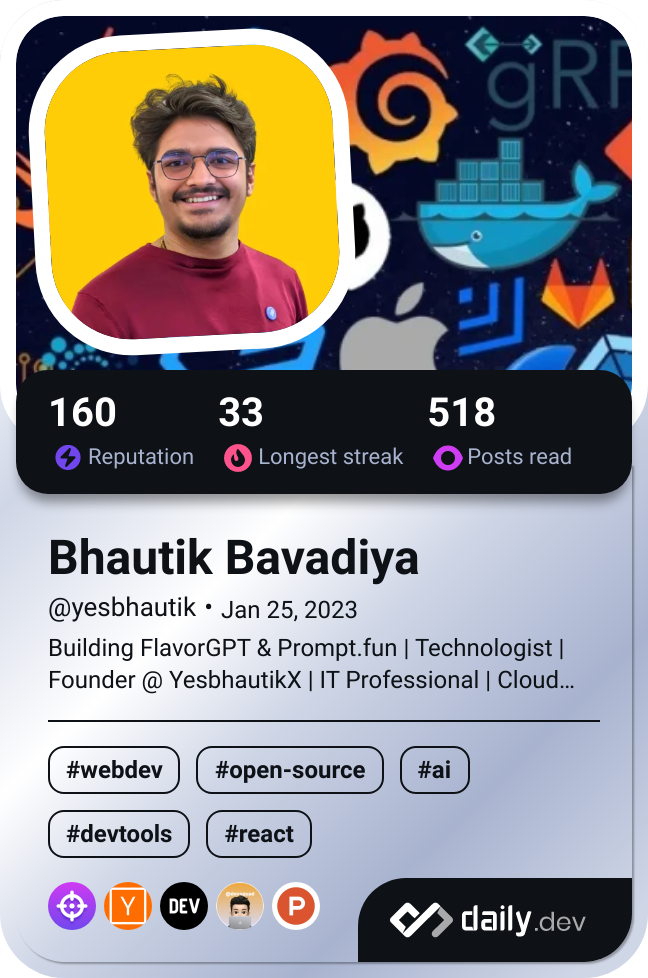 gRP
160
33
518
Reputation
Longest streak
Posts read
Bhautik Bavadiya
@yesbhautik • Jan 25, 2023
Building FlavorGPT & Prompt.fun | Technologist |
Founder @ YesbhautikX | IT Professional | Cloud...
#webdev
#open-source
#ai
#devtools
#react
Y
DEV
P
daily.dev